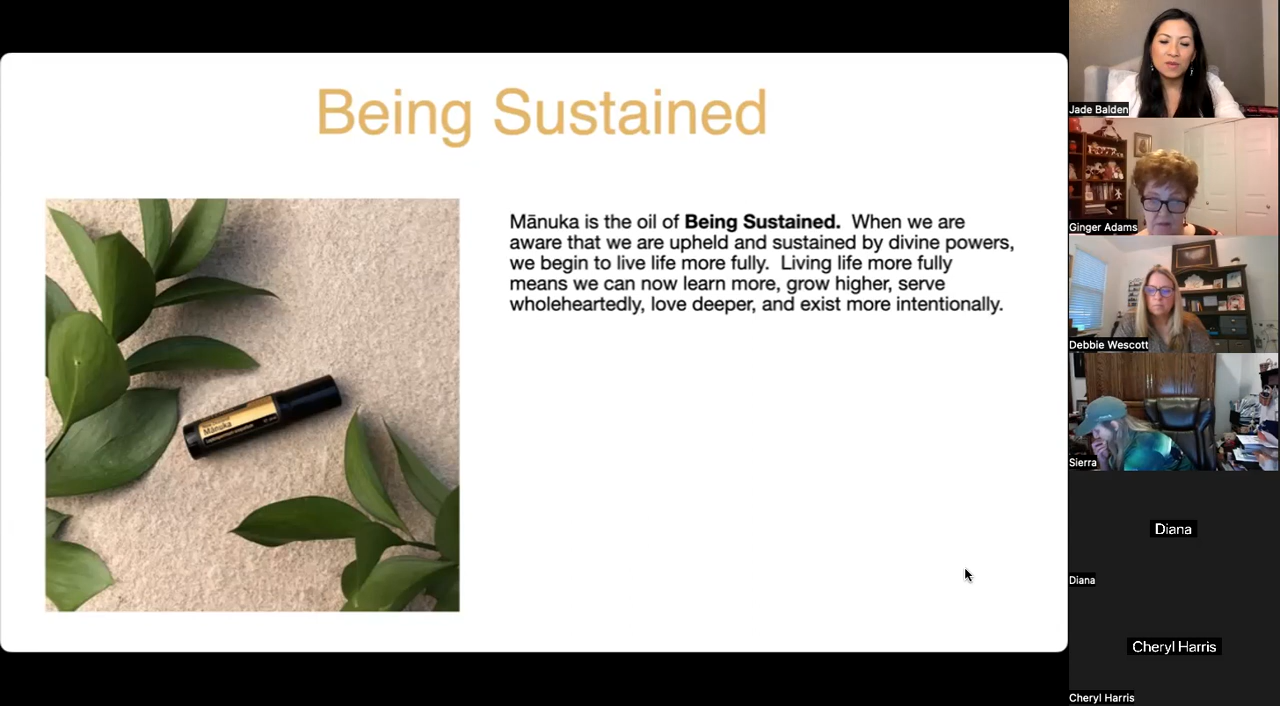 Being Sustained
Mānuka is the oil of Being Sustained.  When we are
aware that we are upheld and sustained by divine powers,
we begin to live life more fully.  Living life more fully
means we can now learn more, grow higher, serve
wholeheartedly, love deeper, and exist more intentionally.
Mānuka
Jade Balden
Ginger Adams
Debbie Wescott
Sierra
Diana
Diana
Cheryl Harris
Cheryl Harris